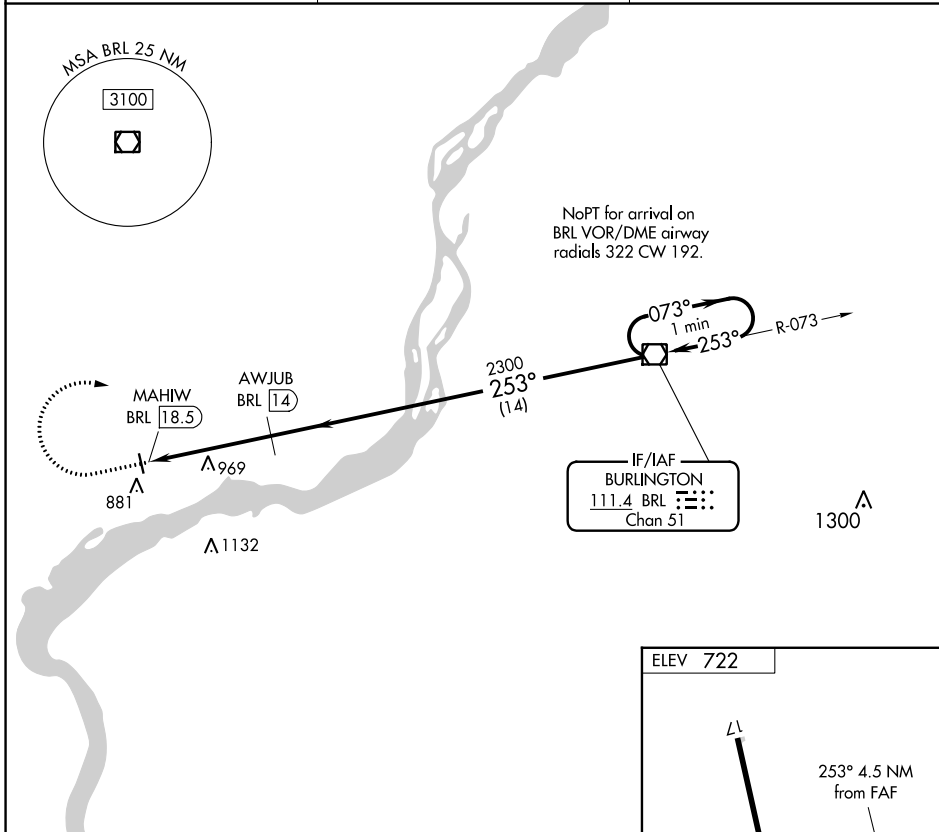 MSA BRL 25 NM
3100
NoPT for arrival on
BRL VOR/DME airway
radials 322 CW 192.
073°
1 min
253°
R-073
2300
253°
(14)
AWJUB
BRL 14
MAHIW
BRL 18.5
969
881
1132
IF/IAF
BURLINGTON
111.4 BRL
Chan 51
1300
ELEV 722
17
253° 4.5 NM
from FAF